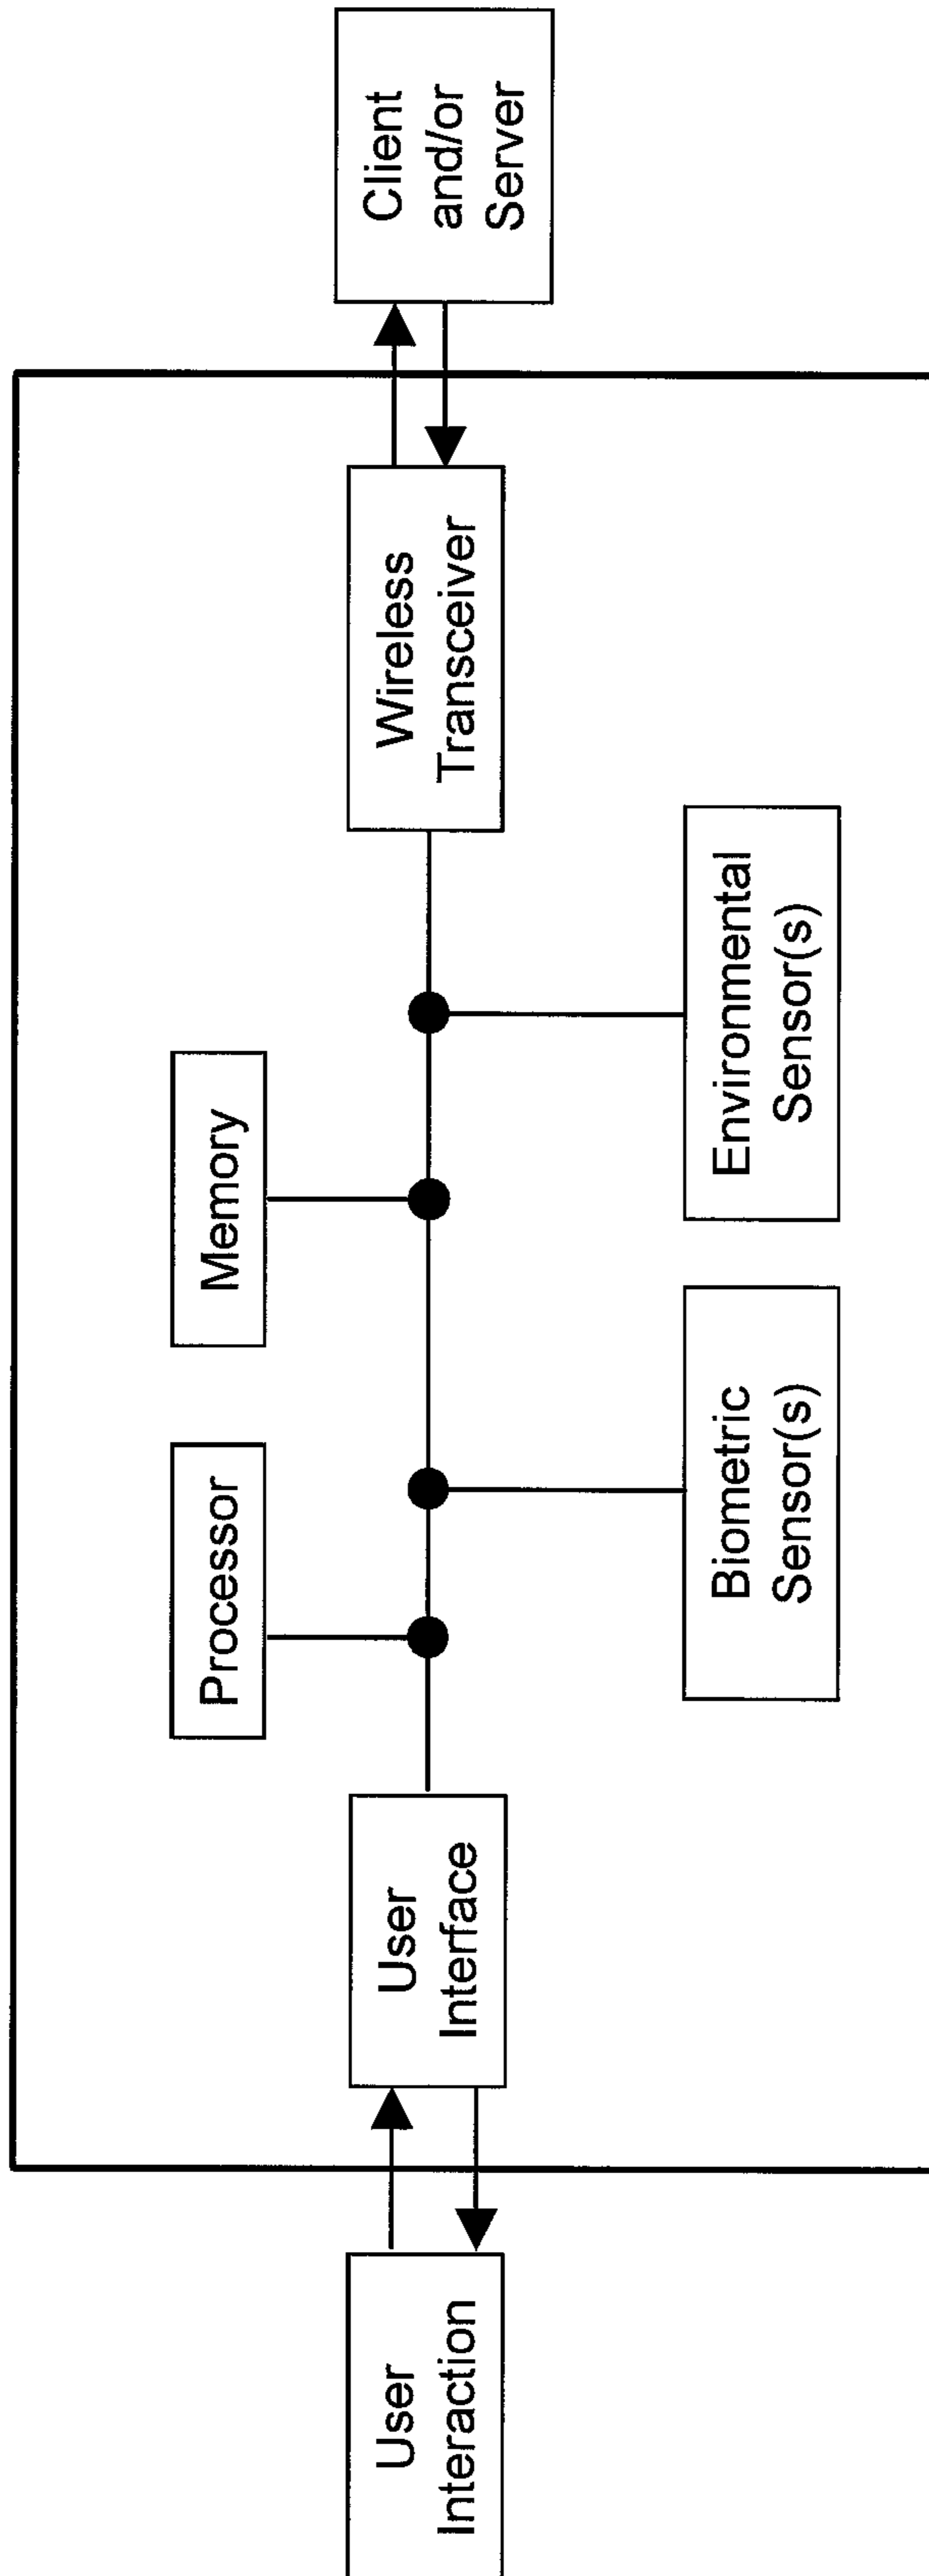 User
Interaction
User
Interface
Processor
Memory
Biometric
Sensor(s)
Environmental
Sensor(s)
Wireless
Transceiver
Client
and/or
Server